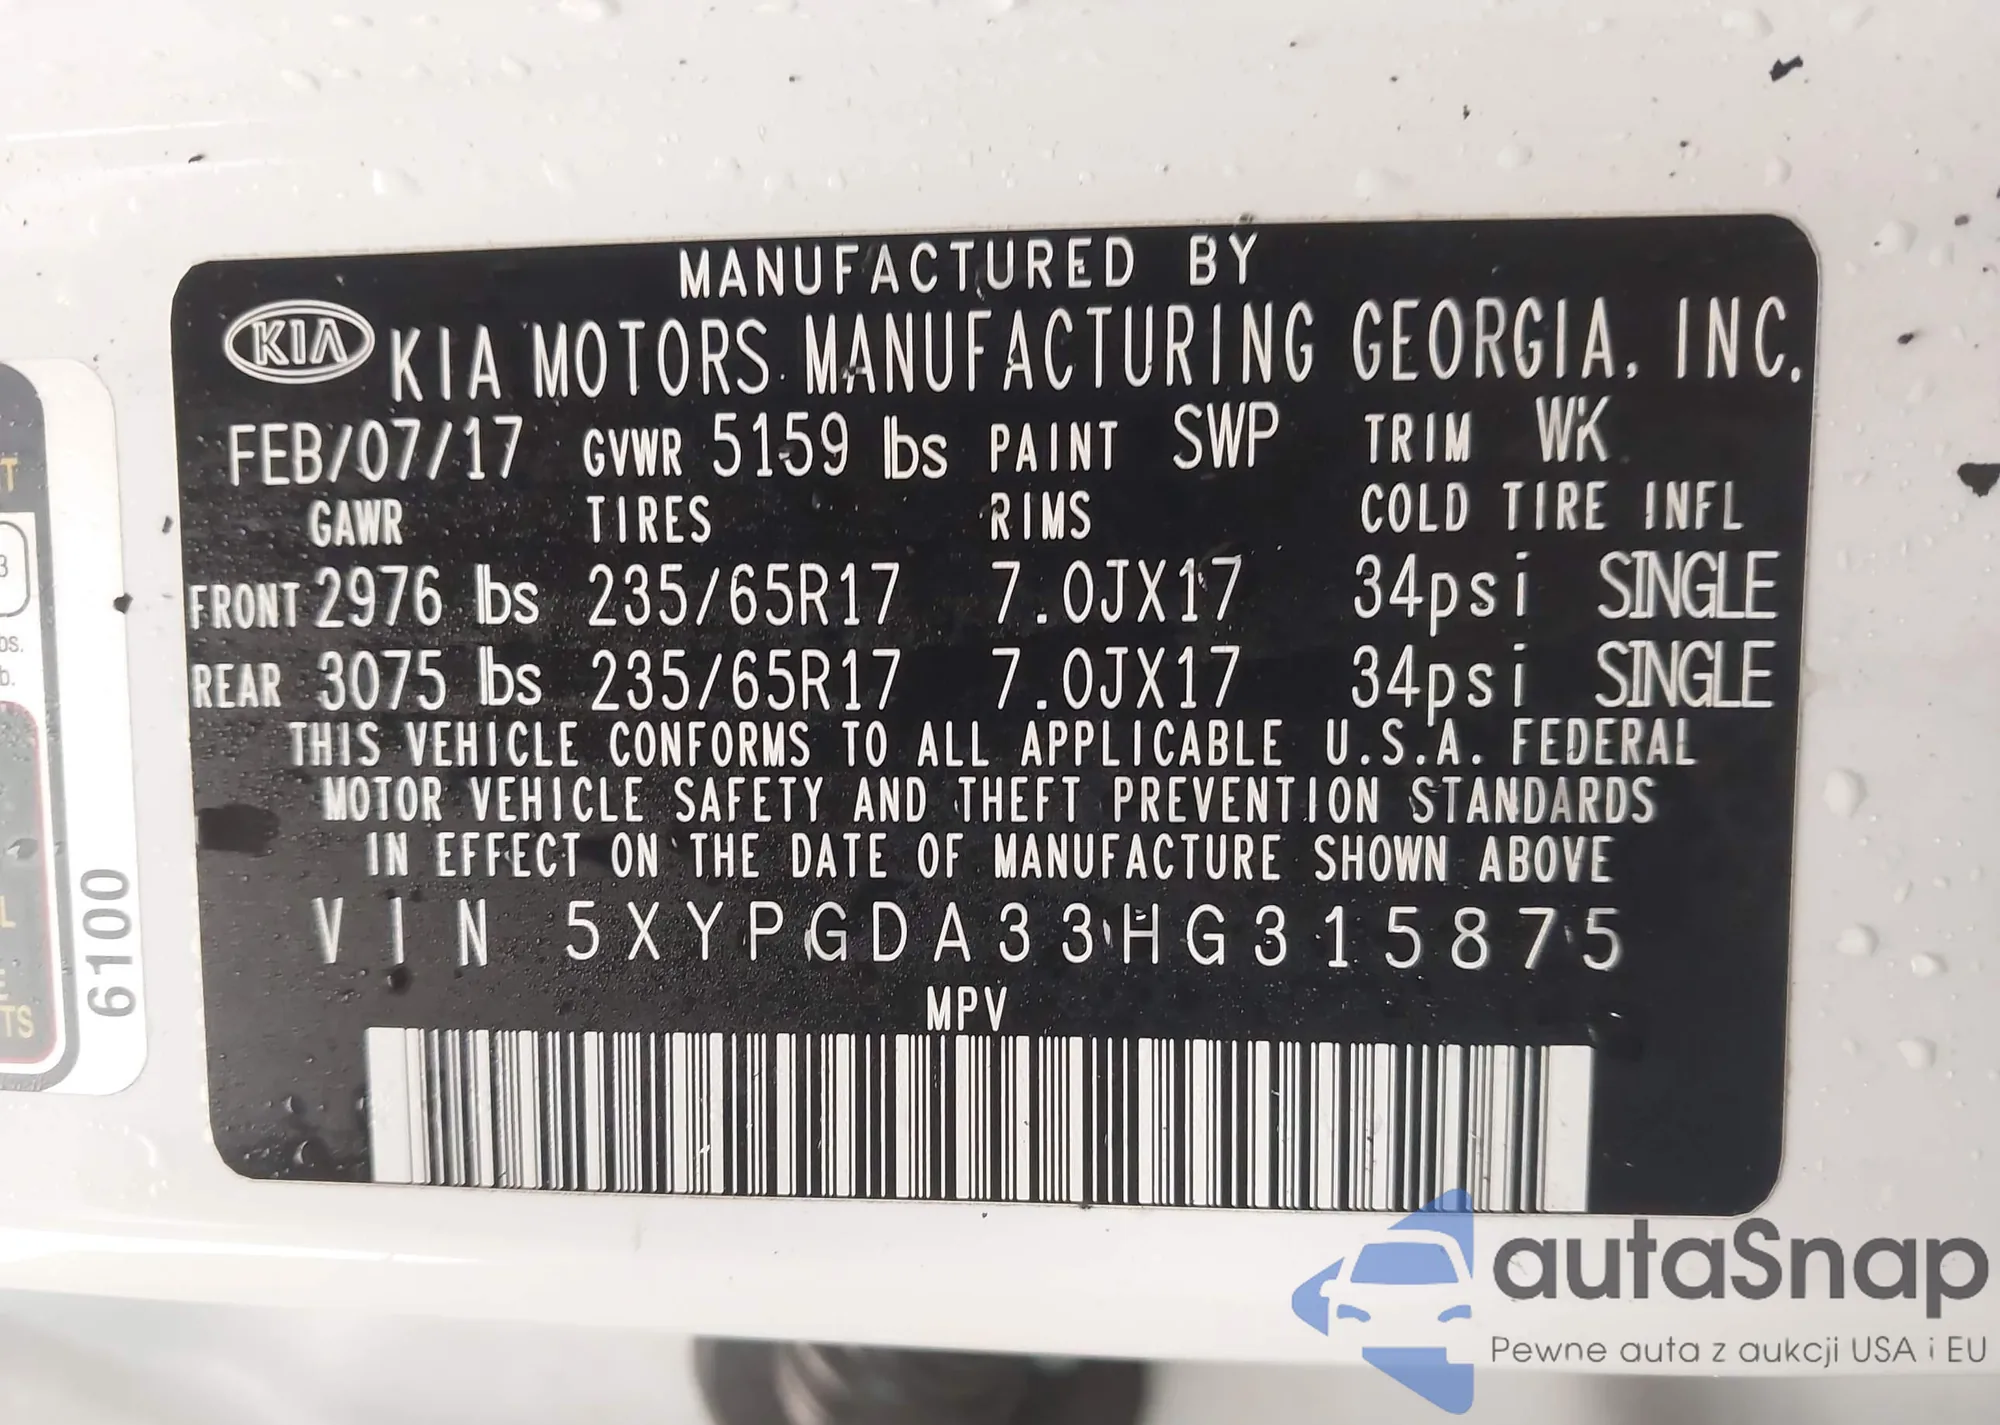 MANUFACTURED BY
KIA KIA MOTORS MANUFACTURING GEORGIA, INC.
FEB/07/17 GVWR 5159 lbs PAINT SWP TRIM WK
GAWR TIRES RIMS COLD TIRE INFL
FRONT 2976 lbs 235/65R17 7.0JX17 34psi SINGLE
REAR 3075 lbs 235/65R17 7.0JX17 34psi SINGLE
THIS VEHICLE CONFORMS TO ALL APPLICABLE U.S.A. FEDERAL
MOTOR VEHICLE SAFETY AND THEFT PREVENTION STANDARDS
IN EFFECT ON THE DATE OF MANUFACTURE SHOWN ABOVE
VIN 5XYPGDA33HG315875
MPV
6100
autaSnap
Pewne auta z aukcji USA i EU